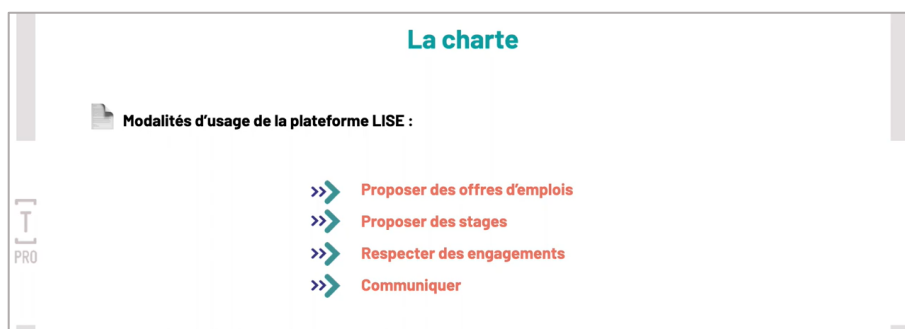 La charte
Modalités d'usage de la plateforme LISE :
Proposer des offres d'emplois
Proposer des stages
Respecter des engagements
Communiquer
[T]
PRO